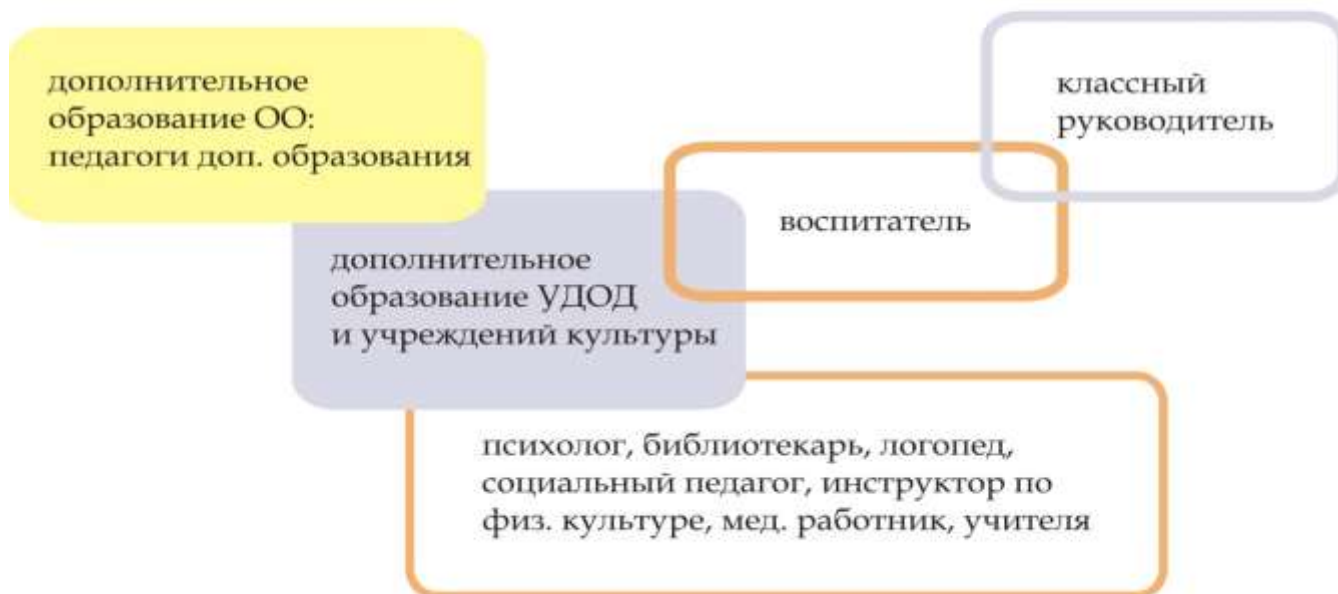 дополнительное
образование ОО:
педагоги доп. образования
классный
руководитель
воспитатель
дополнительное
образование УДОД
и учреждений культуры
психолог, библиотекарь, логопед,
социальный педагог, инструктор по
физ. культуре, мед. работник, учителя